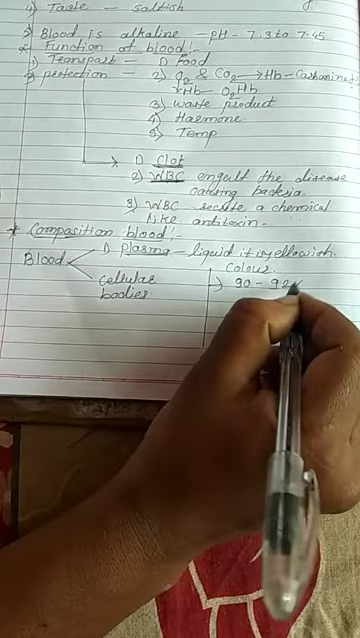 4) Taste - saltish
5) Blood is alkaline - pH - 7.3 to 7.45
* Function of blood!-
1) Transport - 1) Food
2) protection - 2) O2 & CO2 → Hb - Carbamine
Hb - O2Hb
3) waste product
4) Harmone
5) Temp
1) Clot
2) WBC engulf the disease
causing backsia.
3) WBC secrete a chemical
like antitoxin.
* Composition blood!-
Blood 1) plasma - liquid it is yellowish
Colour.
cellular
bodies.
90 - 92